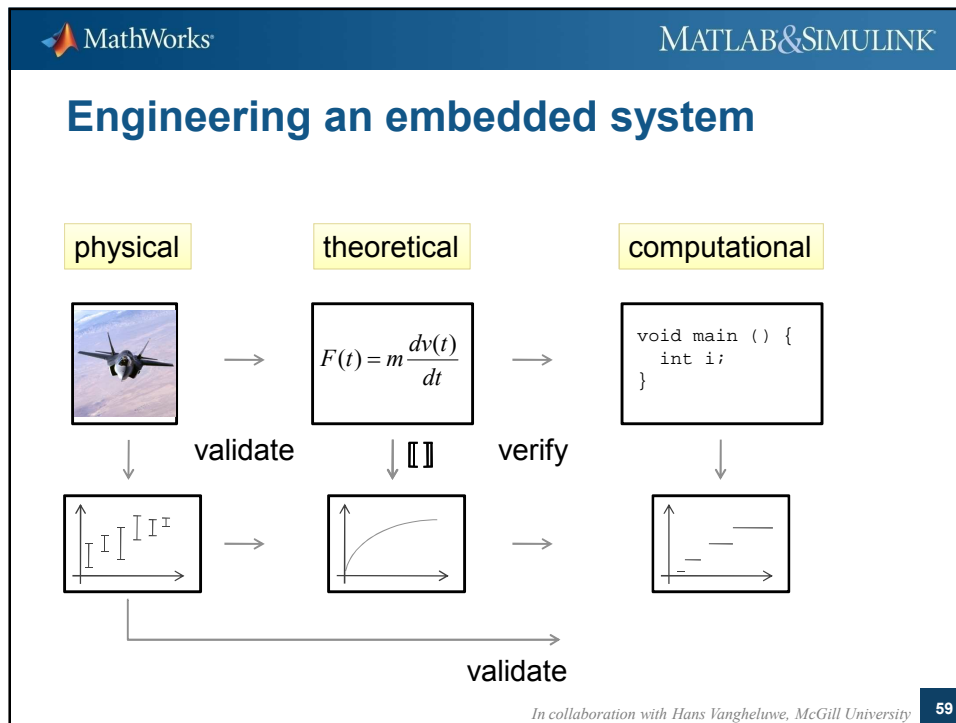 MathWorks®
MATLAB&SIMULINK®
Engineering an embedded system
physical theoretical computational
F(t) = m dv(t)/dt
void main () {
int i;
}
validate ⟦ ⟧ verify
validate
In collaboration with Hans Vangheluwe, McGill University 59